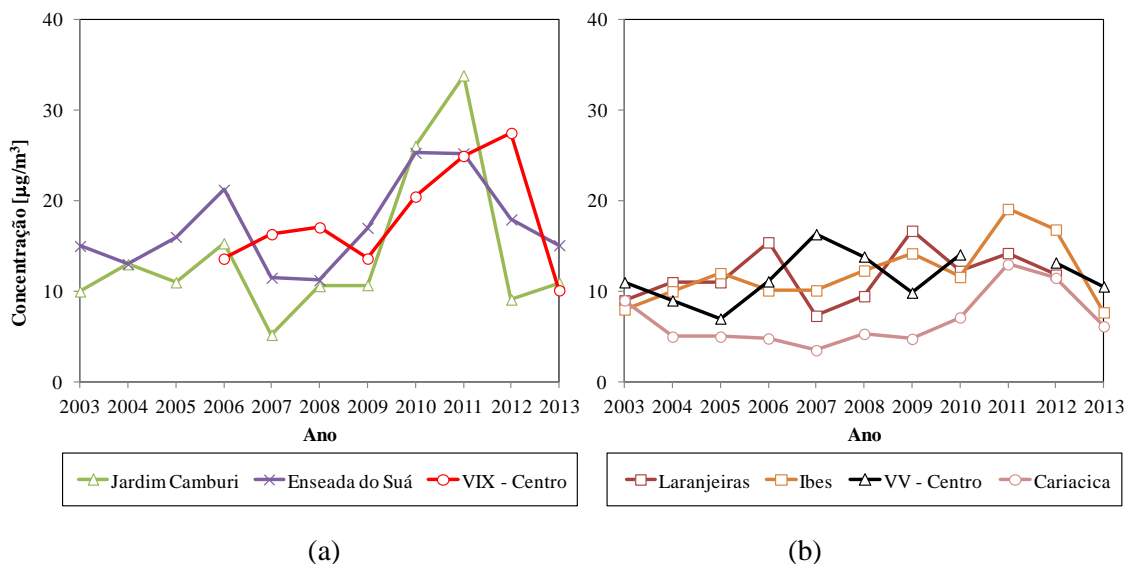 Concentração [µg/m³]
40
30
20
10
0
2003 2004 2005 2006 2007 2008 2009 2010 2011 2012 2013
Ano
Jardim Camburi Enseada do Suá VIX - Centro
(a)
40
30
20
10
0
2003 2004 2005 2006 2007 2008 2009 2010 2011 2012 2013
Ano
Laranjeiras Ibes VV - Centro Cariacica
(b)